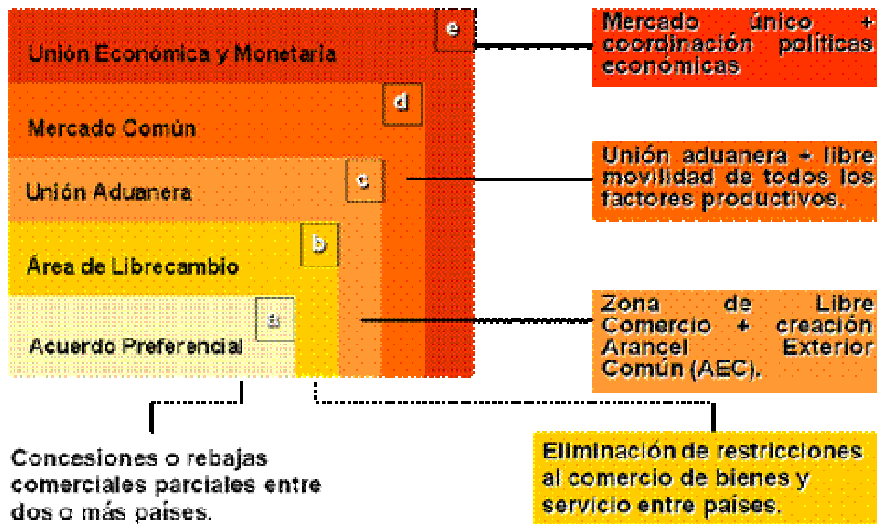 e
Unión Económica y Monetaria
Mercado único +
coordinación políticas
económicas
d
Mercado Común
Unión aduanera + libre
movilidad de todos los
factores productivos.
c
Unión Aduanera
b
Área de Librecambio
Zona de Libre
Comercio + creación
Arancel Exterior
Común (AEC).
a
Acuerdo Preferencial
Concesiones o rebajas
comerciales parciales entre
dos o más países.
Eliminación de restricciones
al comercio de bienes y
servicio entre países.